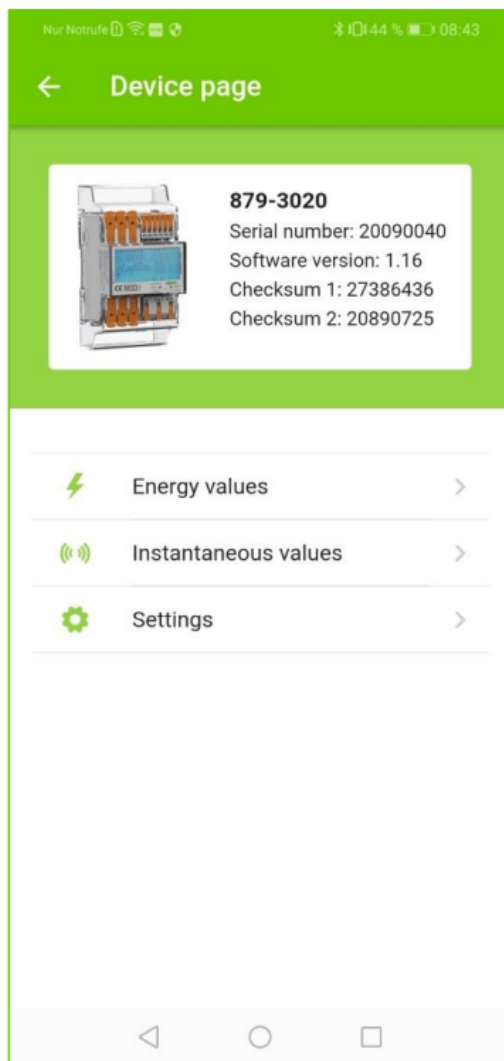 Nur Notrufe 44 % 08:43
Device page
879-3020
Serial number: 20090040
Software version: 1.16
Checksum 1: 27386436
Checksum 2: 20890725
Energy values
Instantaneous values
Settings